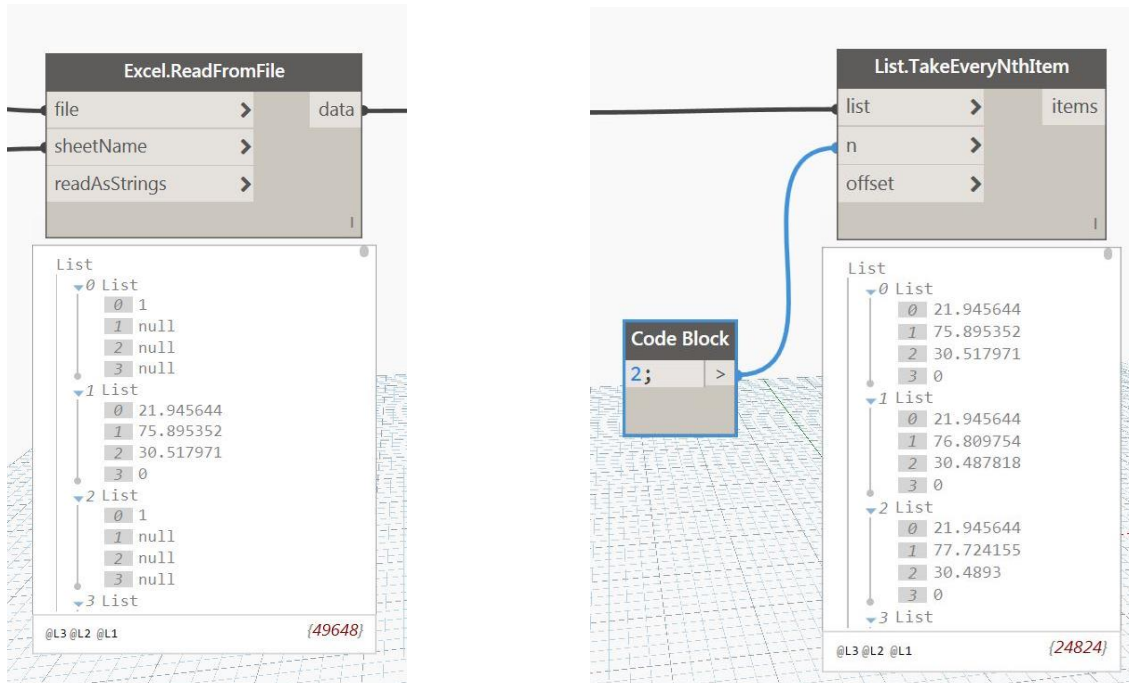 Excel.ReadFromFile
file > data
sheetName >
readAsStrings >
l
List
0 List
0 1
1 null
2 null
3 null
1 List
0 21.945644
1 75.895352
2 30.517971
3 0
2 List
0 1
1 null
2 null
3 null
3 List
@L3 @L2 @L1 {49648}
Code Block
2; >
List.TakeEveryNthItem
list > items
n >
offset >
l
List
0 List
0 21.945644
1 75.895352
2 30.517971
3 0
1 List
0 21.945644
1 76.809754
2 30.487818
3 0
2 List
0 21.945644
1 77.724155
2 30.4893
3 0
3 List
@L3 @L2 @L1 {24824}